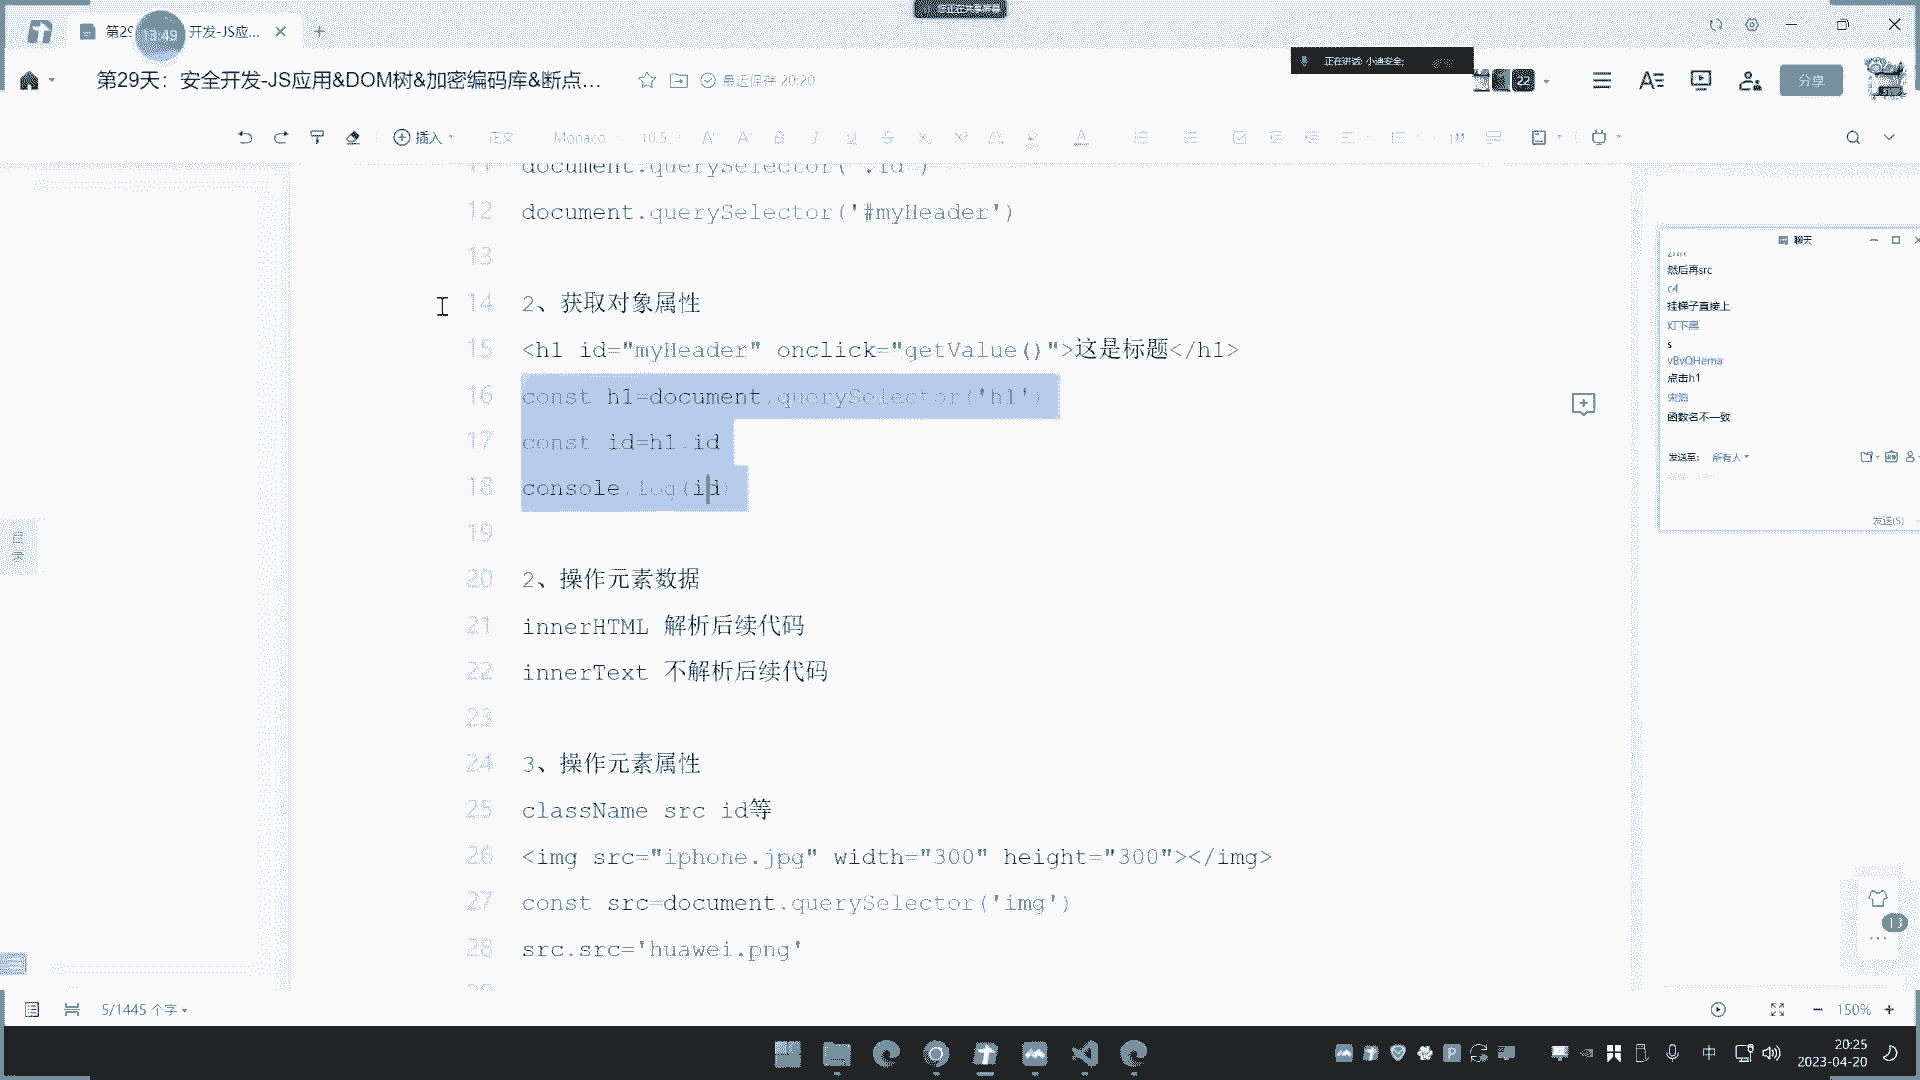 您正在共享屏幕
第29
13:49
开发-JS应...
正在讲话: 小迪安全;
第29天：安全开发-JS应用&DOM树&加密编码库&断点...
最近保存 20:20
22
分享
插入
正文
Monaco
10.5
11 document.querySelector('.id')
12 document.querySelector('#myHeader')
13
14 2、获取对象属性
15 <h1 id="myHeader" onclick="getValue()">这是标题</h1>
16 const h1=document.querySelector('h1')
17 const id=h1.id
18 console.log(id)
19
20 2、操作元素数据
21 innerHTML 解析后续代码
22 innerText 不解析后续代码
23
24 3、操作元素属性
25 className src id等
26 <img src="iphone.jpg" width="300" height="300"></img>
27 const src=document.querySelector('img')
28 src.src='huawei.png'
目录
聊天
然后再src
c4
挂梯子直接上
灯下黑
s
vBvQHema:
点击h1
函数名不一致
发送至: 所有人
发送(S)
13
5/1445 个字
150%
中
20:25
2023-04-20